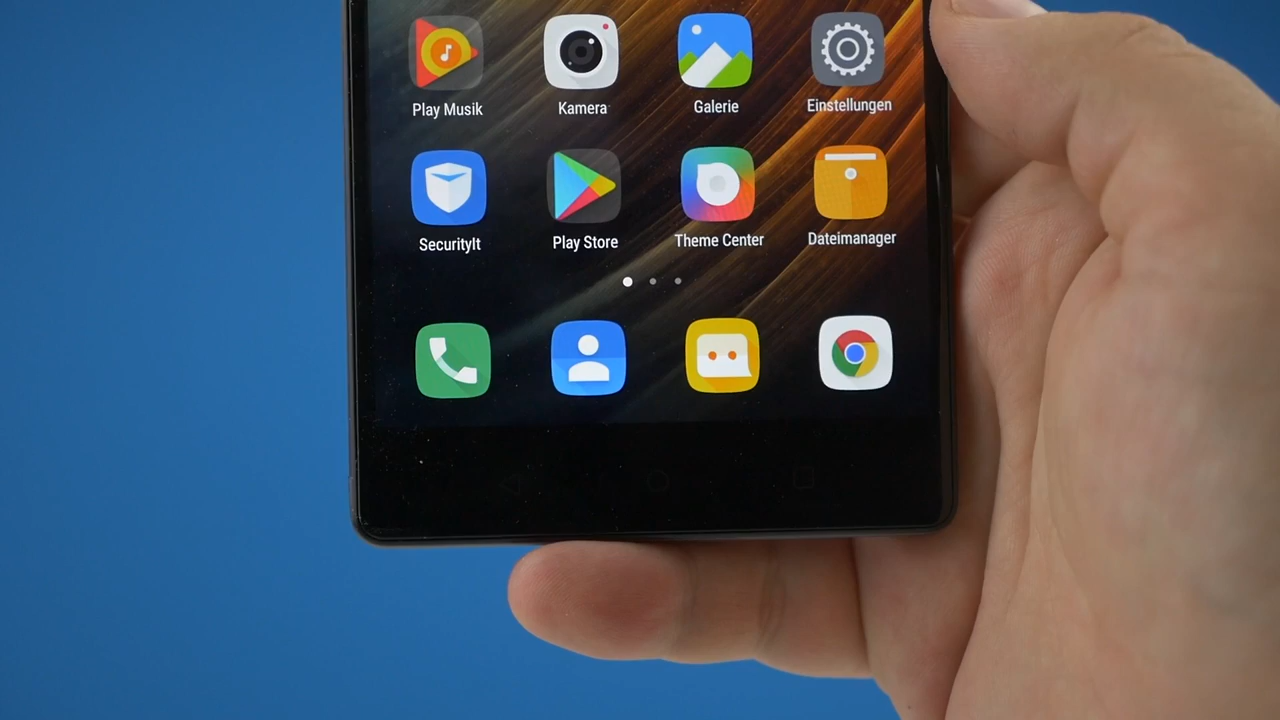 Play Musik
Kamera
Galerie
Einstellungen
SecurityIt
Play Store
Theme Center
Dateimanager